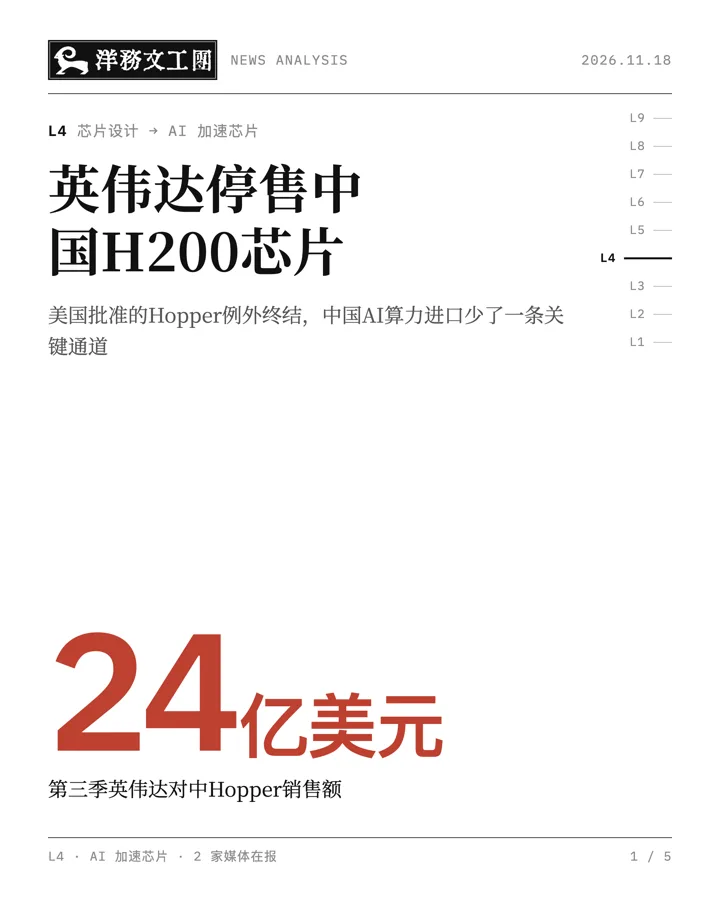 洋務文工團 NEWS ANALYSIS 2026.11.18
L4 芯片设计 → AI 加速芯片
英伟达停售中
国H200芯片
美国批准的Hopper例外终结，中国AI算力进口少了一条关
键通道
L9
L8
L7
L6
L5
L4
L3
L2
L1
24亿美元
第三季英伟达对中Hopper销售额
L4 · AI 加速芯片 · 2 家媒体在报 1 / 5